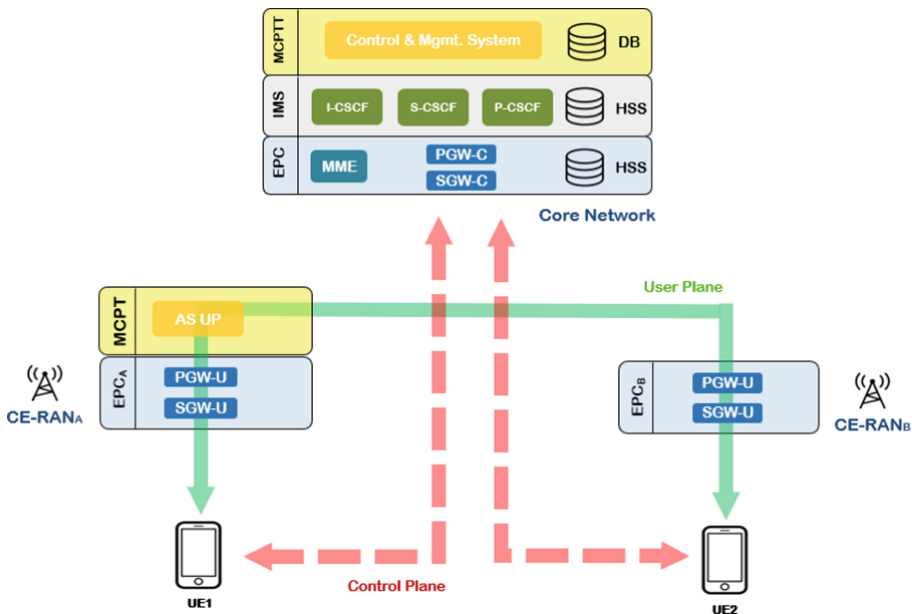 MCPTT
Control & Mgmt. System
DB
IMS
I-CSCF
S-CSCF
P-CSCF
HSS
EPC
MME
PGW-C
SGW-C
HSS
Core Network
User Plane
MCPT
AS UP
EPCA
PGW-U
SGW-U
CE-RANA
EPCB
PGW-U
SGW-U
CE-RANB
Control Plane
UE1
UE2